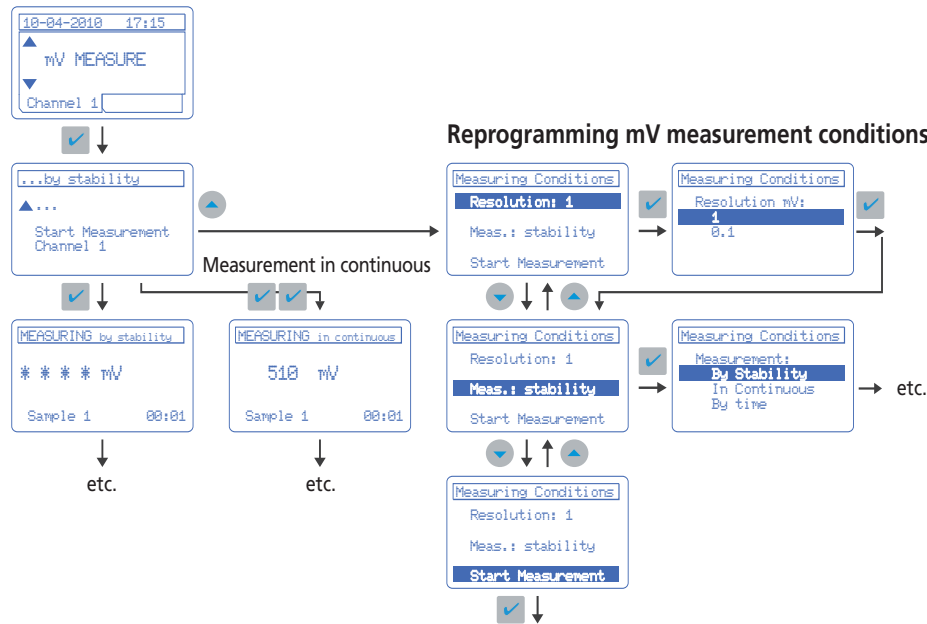 10-04-2010 17:15
mV MEASURE
Channel 1
...by stability
...
Start Measurement
Channel 1
Measurement in continuous
MEASURING by stability
* * * * mV
Sample 1 00:01
etc.
MEASURING in continuous
510 mV
Sample 1 00:01
etc.
Reprogramming mV measurement conditions
Measuring Conditions
Resolution: 1
Meas.: stability
Start Measurement
Measuring Conditions
Resolution mV:
1
0.1
Measuring Conditions
Resolution: 1
Meas.: stability
Start Measurement
Measuring Conditions
Measurement:
By Stability
In Continuous
By time
etc.
Measuring Conditions
Resolution: 1
Meas.: stability
Start Measurement